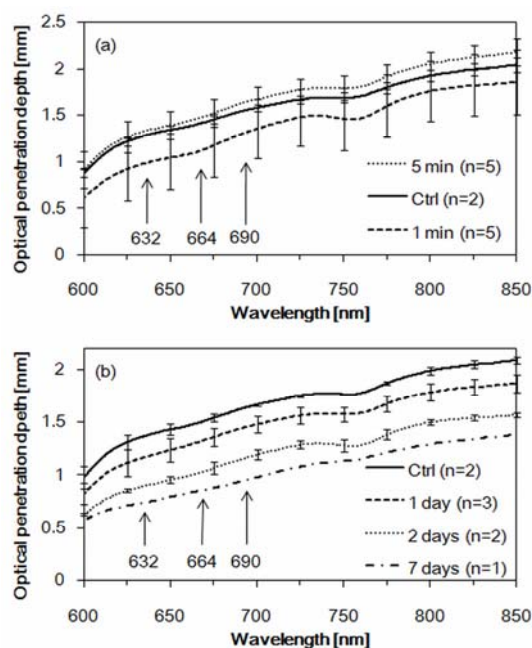 (a)
Optical penetration depth [mm]
2.5
2
1.5
1
0.5
0
5 min (n=5)
Ctrl (n=2)
1 min (n=5)
632 664 690
600 650 700 750 800 850
Wavelength [nm]
(b)
Optical penetration dpeth [mm]
2
1.5
1
0.5
0
Ctrl (n=2)
1 day (n=3)
2 days (n=2)
7 days (n=1)
632 664 690
600 650 700 750 800 850
Wavelength [nm]